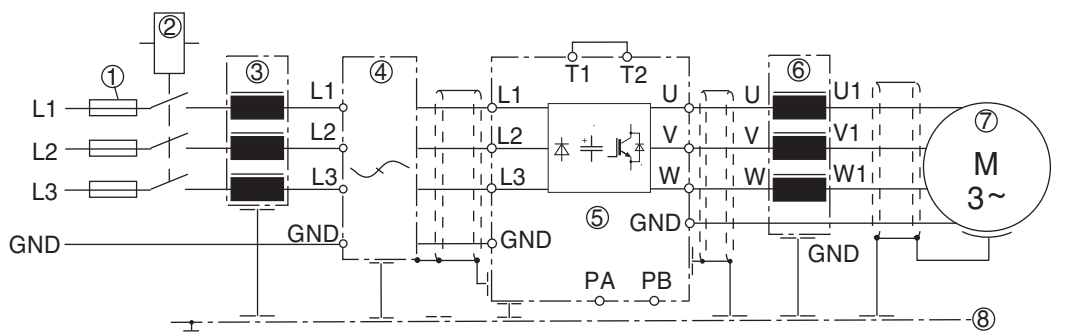 ②
①
③
④
T1 T2
⑥
L1 L1 L1 U U U1
⑦
L2 L2 L2 V V V1
M
L3 L3 L3 W W W1
3~
⑤
GND
GND GND GND GND
PA PB
⑧